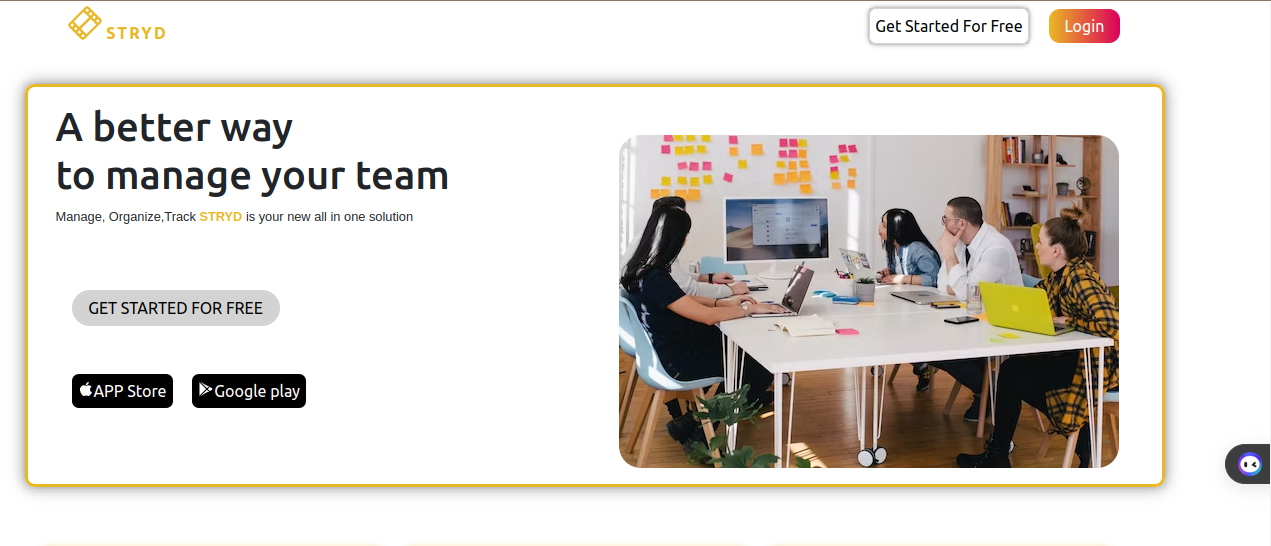 STRYD
Get Started For Free
Login
A better way
to manage your team
Manage, Organize,Track STRYD is your new all in one solution
GET STARTED FOR FREE
APP Store
Google play